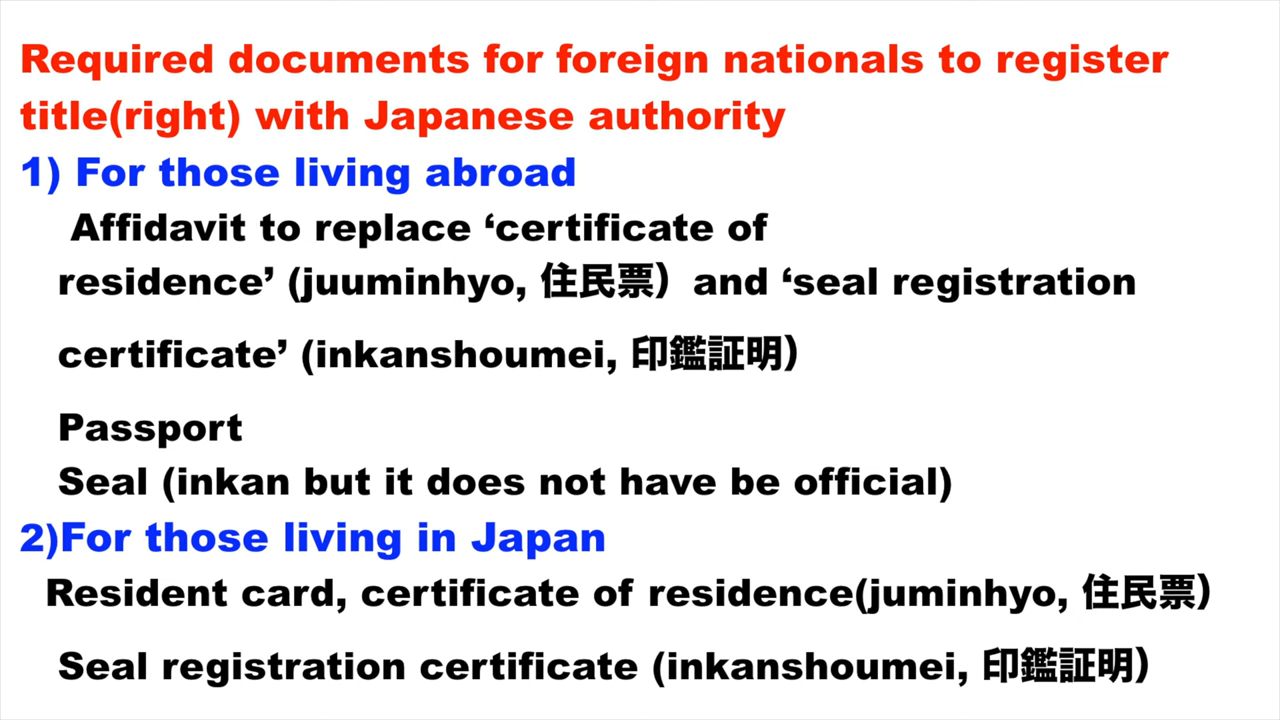 Required documents for foreign nationals to register
title(right) with Japanese authority
1) For those living abroad
Affidavit to replace ‘certificate of
residence’ (juuminhyo, 住民票）and ‘seal registration
certificate’ (inkanshoumei, 印鑑証明）
Passport
Seal (inkan but it does not have be official)
2)For those living in Japan
Resident card, certificate of residence(juminhyo, 住民票）
Seal registration certificate (inkanshoumei, 印鑑証明）